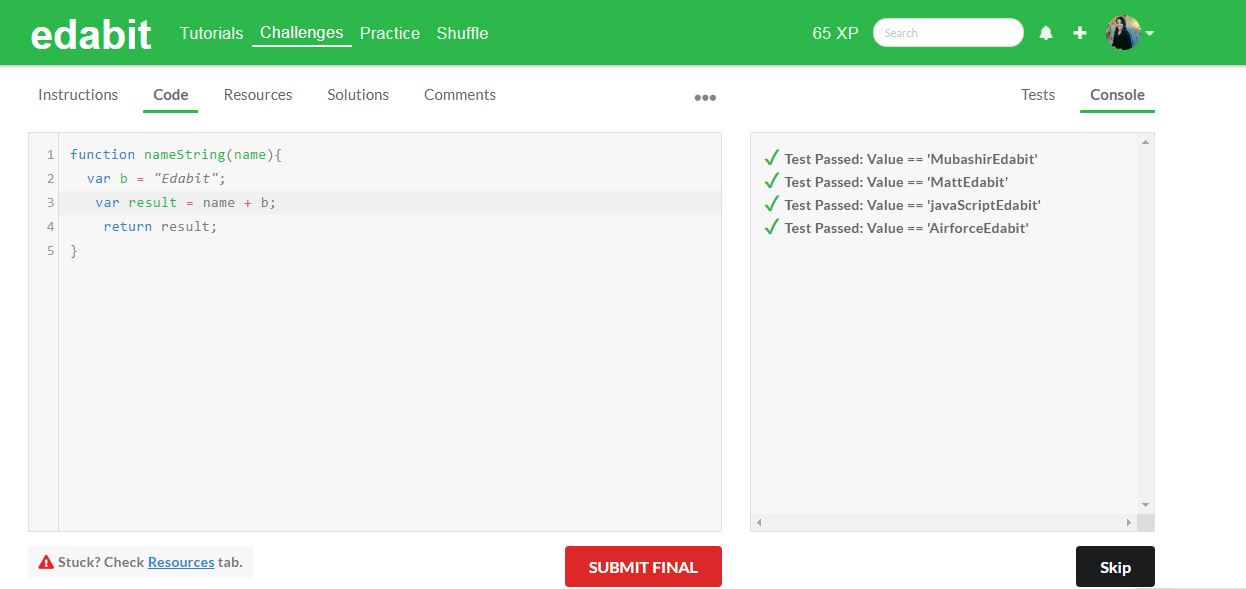 edabit Tutorials Challenges Practice Shuffle 65 XP Search
Instructions Code Resources Solutions Comments ••• Tests Console
1 function nameString(name){
2 var b = "Edabit";
3 var result = name + b;
4 return result;
5 }
✓ Test Passed: Value == 'MubashirEdabit'
✓ Test Passed: Value == 'MattEdabit'
✓ Test Passed: Value == 'javaScriptEdabit'
✓ Test Passed: Value == 'AirforceEdabit'
Stuck? Check Resources tab. SUBMIT FINAL Skip